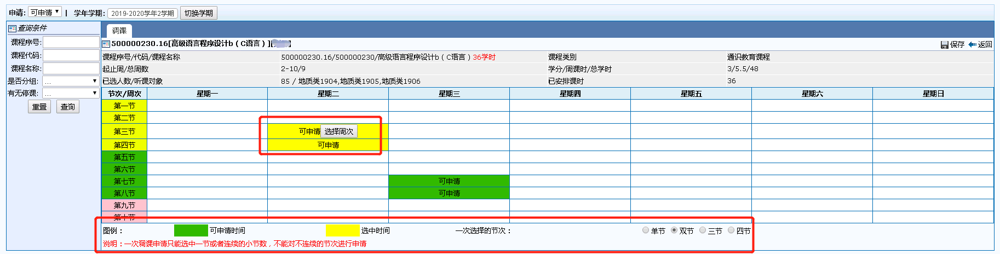 申请: 可申请 | 学年学期: 2019-2020学年2学期 切换学期
查询条件
课程序号:
课程代码:
课程名称:
是否分组: ...
有无停课: ...
重置 查询
调课
500000230.16[高级语言程序设计b（C语言）][
保存 返回
课程序号/代码/课程名称 500000230.16/500000230/高级语言程序设计b（C语言）36学时 课程类别 通识教育课程
起止周/总周数 2-10/9 学分/周课时/总学时 3/5.5/48
已选人数/听课对象 85 / 地质类1904,地质类1905,地质类1906 已安排课时 36
节次/周次 星期一 星期二 星期三 星期四 星期五 星期六 星期日
第一节
第二节
第三节 可申请 选择周次
第四节 可申请
第五节
第六节
第七节 可申请
第八节 可申请
第九节
第十节
图例： 可申请时间 选中时间 一次选择的节次： 单节 双节 三节 四节
说明：一次调课申请只能选中一节或者连续的小节数，不能对不连续的节次进行申请